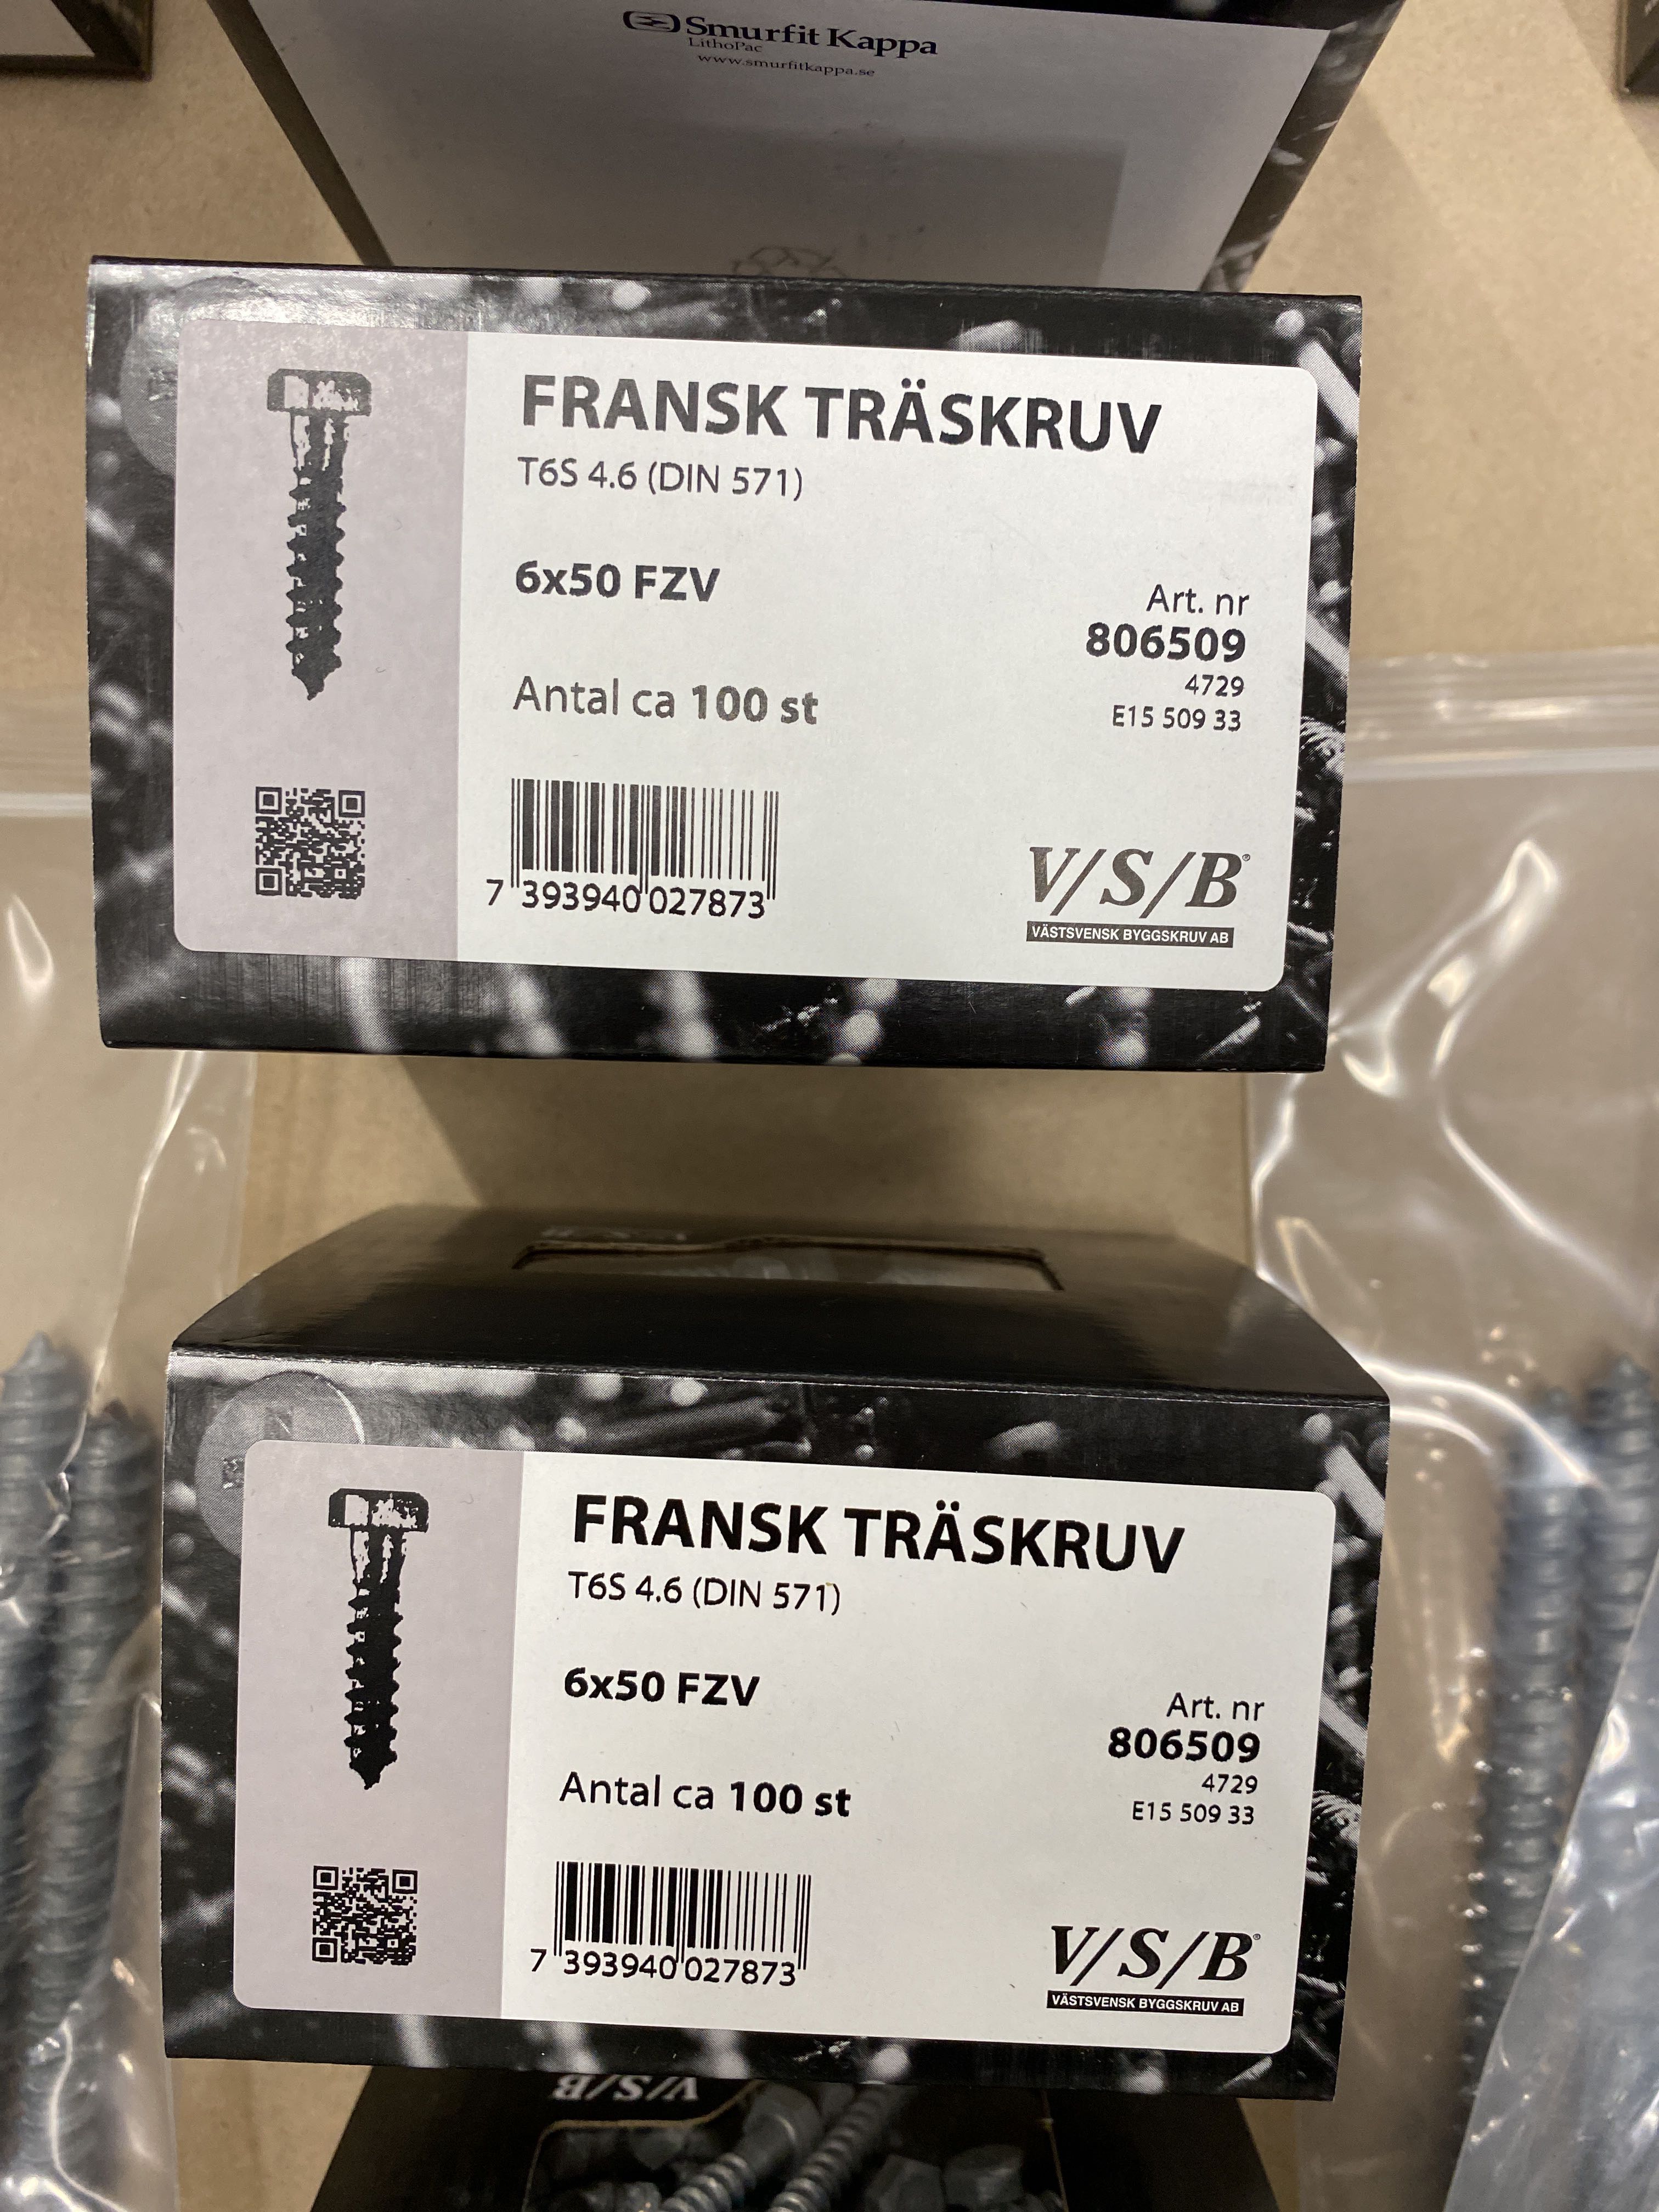 Smurfit Kappa
LithoPac
www.smurfitkappa.se
FRANSK TRÄSKRUV
T6S 4.6 (DIN 571)
6x50 FZV
Antal ca 100 st
Art. nr
806509
4729
E15 509 33
7 393940 027873
V/S/B®
VÄSTSVENSK BYGGSKRUV AB
FRANSK TRÄSKRUV
T6S 4.6 (DIN 571)
6x50 FZV
Antal ca 100 st
Art. nr
806509
4729
E15 509 33
7 393940 027873
V/S/B®
VÄSTSVENSK BYGGSKRUV AB
V/S/B